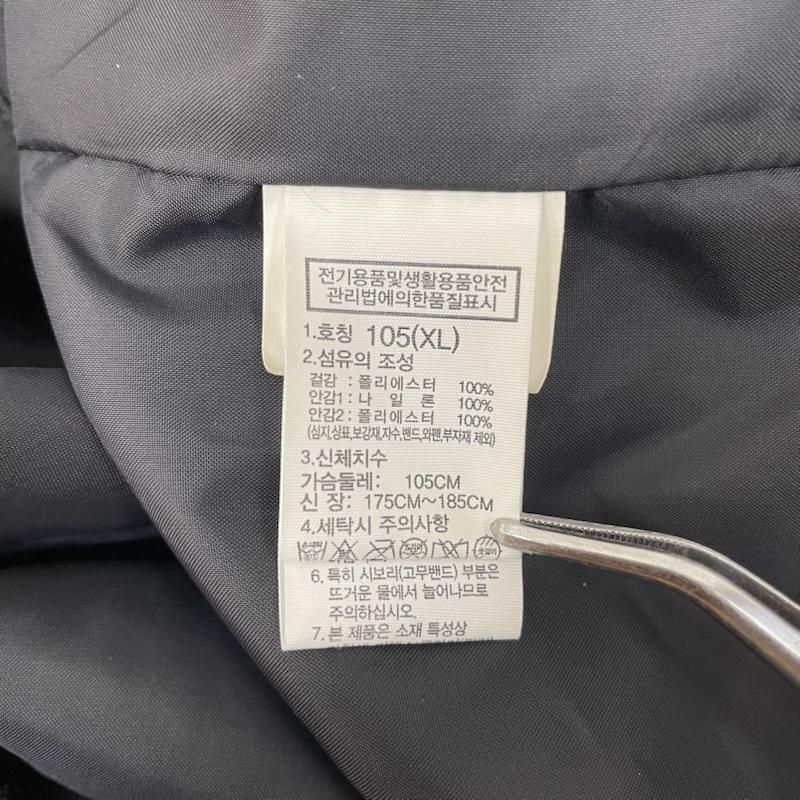 전기용품및생활용품안전
관리법에의한품질표시
1.호칭 105(XL)
2.섬유의 조성
겉감 : 폴리에스터 100%
안감1 : 나 일 론 100%
안감2 : 폴리에스터 100%
(심지,상표,보강재,자수,밴드,와펜,부자재 제외)
3.신체치수
가슴둘레: 105CM
신 장: 175CM~185CM
4.세탁시 주의사항
6. 특히 시보리(고무밴드) 부분은
뜨거운 물에서 늘어나므로
주의하십시오.
7. 본 제품은 소재 특성상